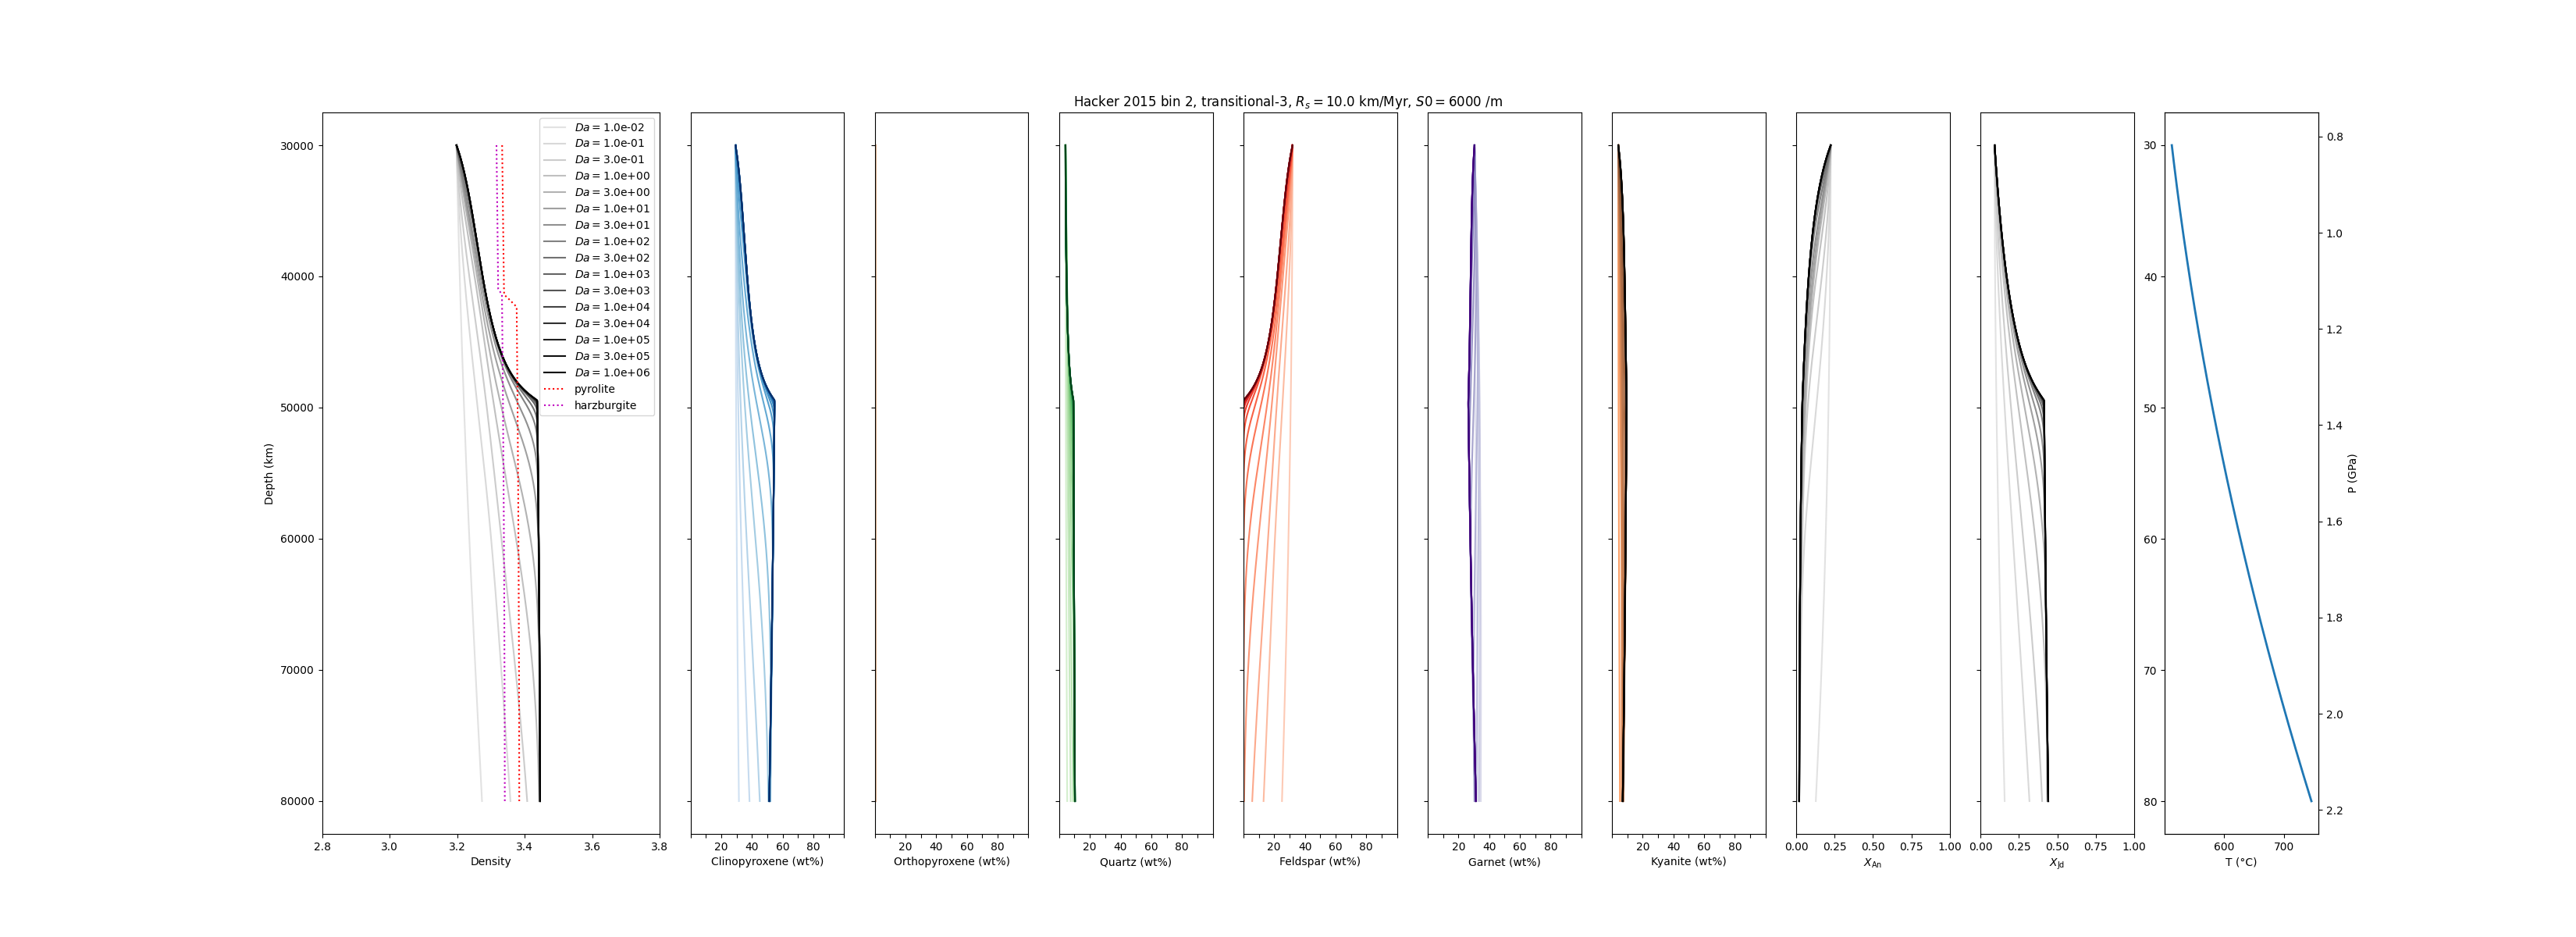 Hacker 2015 bin 2, transitional-3, R_s = 10.0 km/Myr, S0 = 6000 /m
Da = 1.0e-02
Da = 1.0e-01
Da = 3.0e-01
Da = 1.0e+00
Da = 3.0e+00
Da = 1.0e+01
Da = 3.0e+01
Da = 1.0e+02
Da = 3.0e+02
Da = 1.0e+03
Da = 3.0e+03
Da = 1.0e+04
Da = 3.0e+04
Da = 1.0e+05
Da = 3.0e+05
Da = 1.0e+06
pyrolite
harzburgite
Depth (km)
30000
40000
50000
60000
70000
80000
2.8 3.0 3.2 3.4 3.6 3.8
Density
20 40 60 80
Clinopyroxene (wt%)
20 40 60 80
Orthopyroxene (wt%)
20 40 60 80
Quartz (wt%)
20 40 60 80
Feldspar (wt%)
20 40 60 80
Garnet (wt%)
20 40 60 80
Kyanite (wt%)
0.00 0.25 0.50 0.75 1.00
X_An
0.00 0.25 0.50 0.75 1.00
X_Jd
30
40
50
60
70
80
600 700
T (°C)
0.8
1.0
1.2
1.4
1.6
1.8
2.0
2.2
P (GPa)